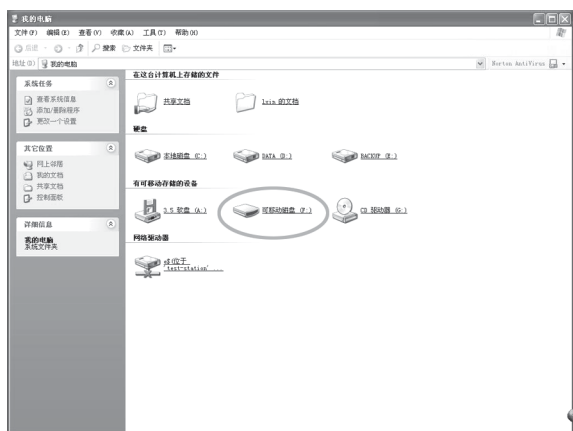 我的电脑
文件(F) 编辑(E) 查看(V) 收藏(A) 工具(T) 帮助(H)
后退 搜索 文件夹
地址(D) 我的电脑 Norton AntiVirus
系统任务
查看系统信息
添加/删除程序
更改一个设置
其它位置
网上邻居
我的文档
共享文档
控制面板
详细信息
我的电脑
系统文件夹
在这台计算机上存储的文件
共享文档 的文档
硬盘
本地磁盘 (C:) DATA (D:) BACKUP (E:)
有可移动存储的设备
3.5 软盘 (A:) 可移动磁盘 (F:) CD 驱动器 (G:)
网络驱动器
位于
'test-station'